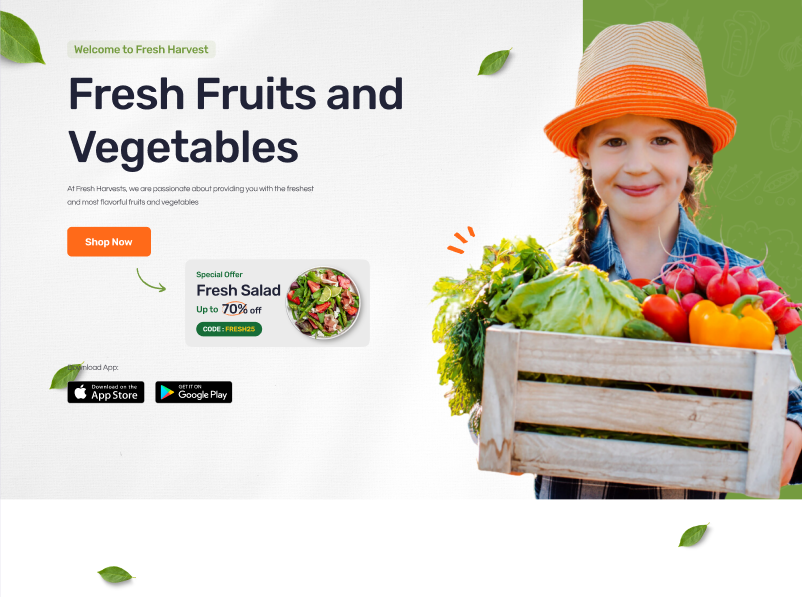 Welcome to Fresh Harvest
Fresh Fruits and
Vegetables
At Fresh Harvests, we are passionate about providing you with the freshest
and most flavorful fruits and vegetables
Shop Now
Special Offer
Fresh Salad
Up to 70% off
CODE : FRESH25
Download App:
Download on the
App Store
GET IT ON
Google Play